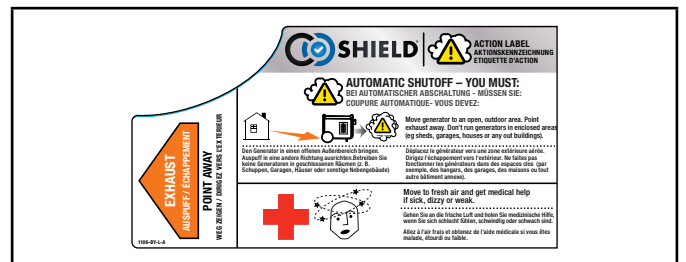 CO SHIELD®
ACTION LABEL
AKTIONSKENNZEICHNUNG
ETIQUETTE D'ACTION
AUTOMATIC SHUTOFF – YOU MUST:
BEI AUTOMATISCHER ABSCHALTUNG - MÜSSEN SIE:
COUPURE AUTOMATIQUE- VOUS DEVEZ:
Move generator to an open, outdoor area. Point
exhaust away. Don't run generators in enclosed areas
(eg sheds, garages, houses or any out buildings).
Den Generator in einen offenen Außenbereich bringen.
Auspuff in eine andere Richtung ausrichten.Betreiben Sie
keine Generatoren in geschlossenen Räumen (z. B.
Schuppen, Garagen, Häuser oder sonstige Nebengebäude)
Déplacez le générateur vers une zone extérieure aérée.
Dirigez l'échappement vers l'extérieur. Ne faites pas
fonctionner les générateurs dans des espaces clos (par
exemple, des hangars, des garages, des maisons ou tout
autre bâtiment annexe).
EXHAUST
AUSPUFF / ÉCHAPPEMENT
POINT AWAY
WEG ZEIGEN / DIRIGEZ VERS L'EXTERIEUR
Move to fresh air and get medical help
if sick, dizzy or weak.
Gehen Sie an die frische Luft und holen Sie medizinische Hilfe,
wenn Sie sich schlecht fühlen, schwindlig oder schwach sind.
Allez à l'air frais et obtenez de l'aide médicale si vous êtes
malade, étourdi ou faible.
1106-BY-L-A